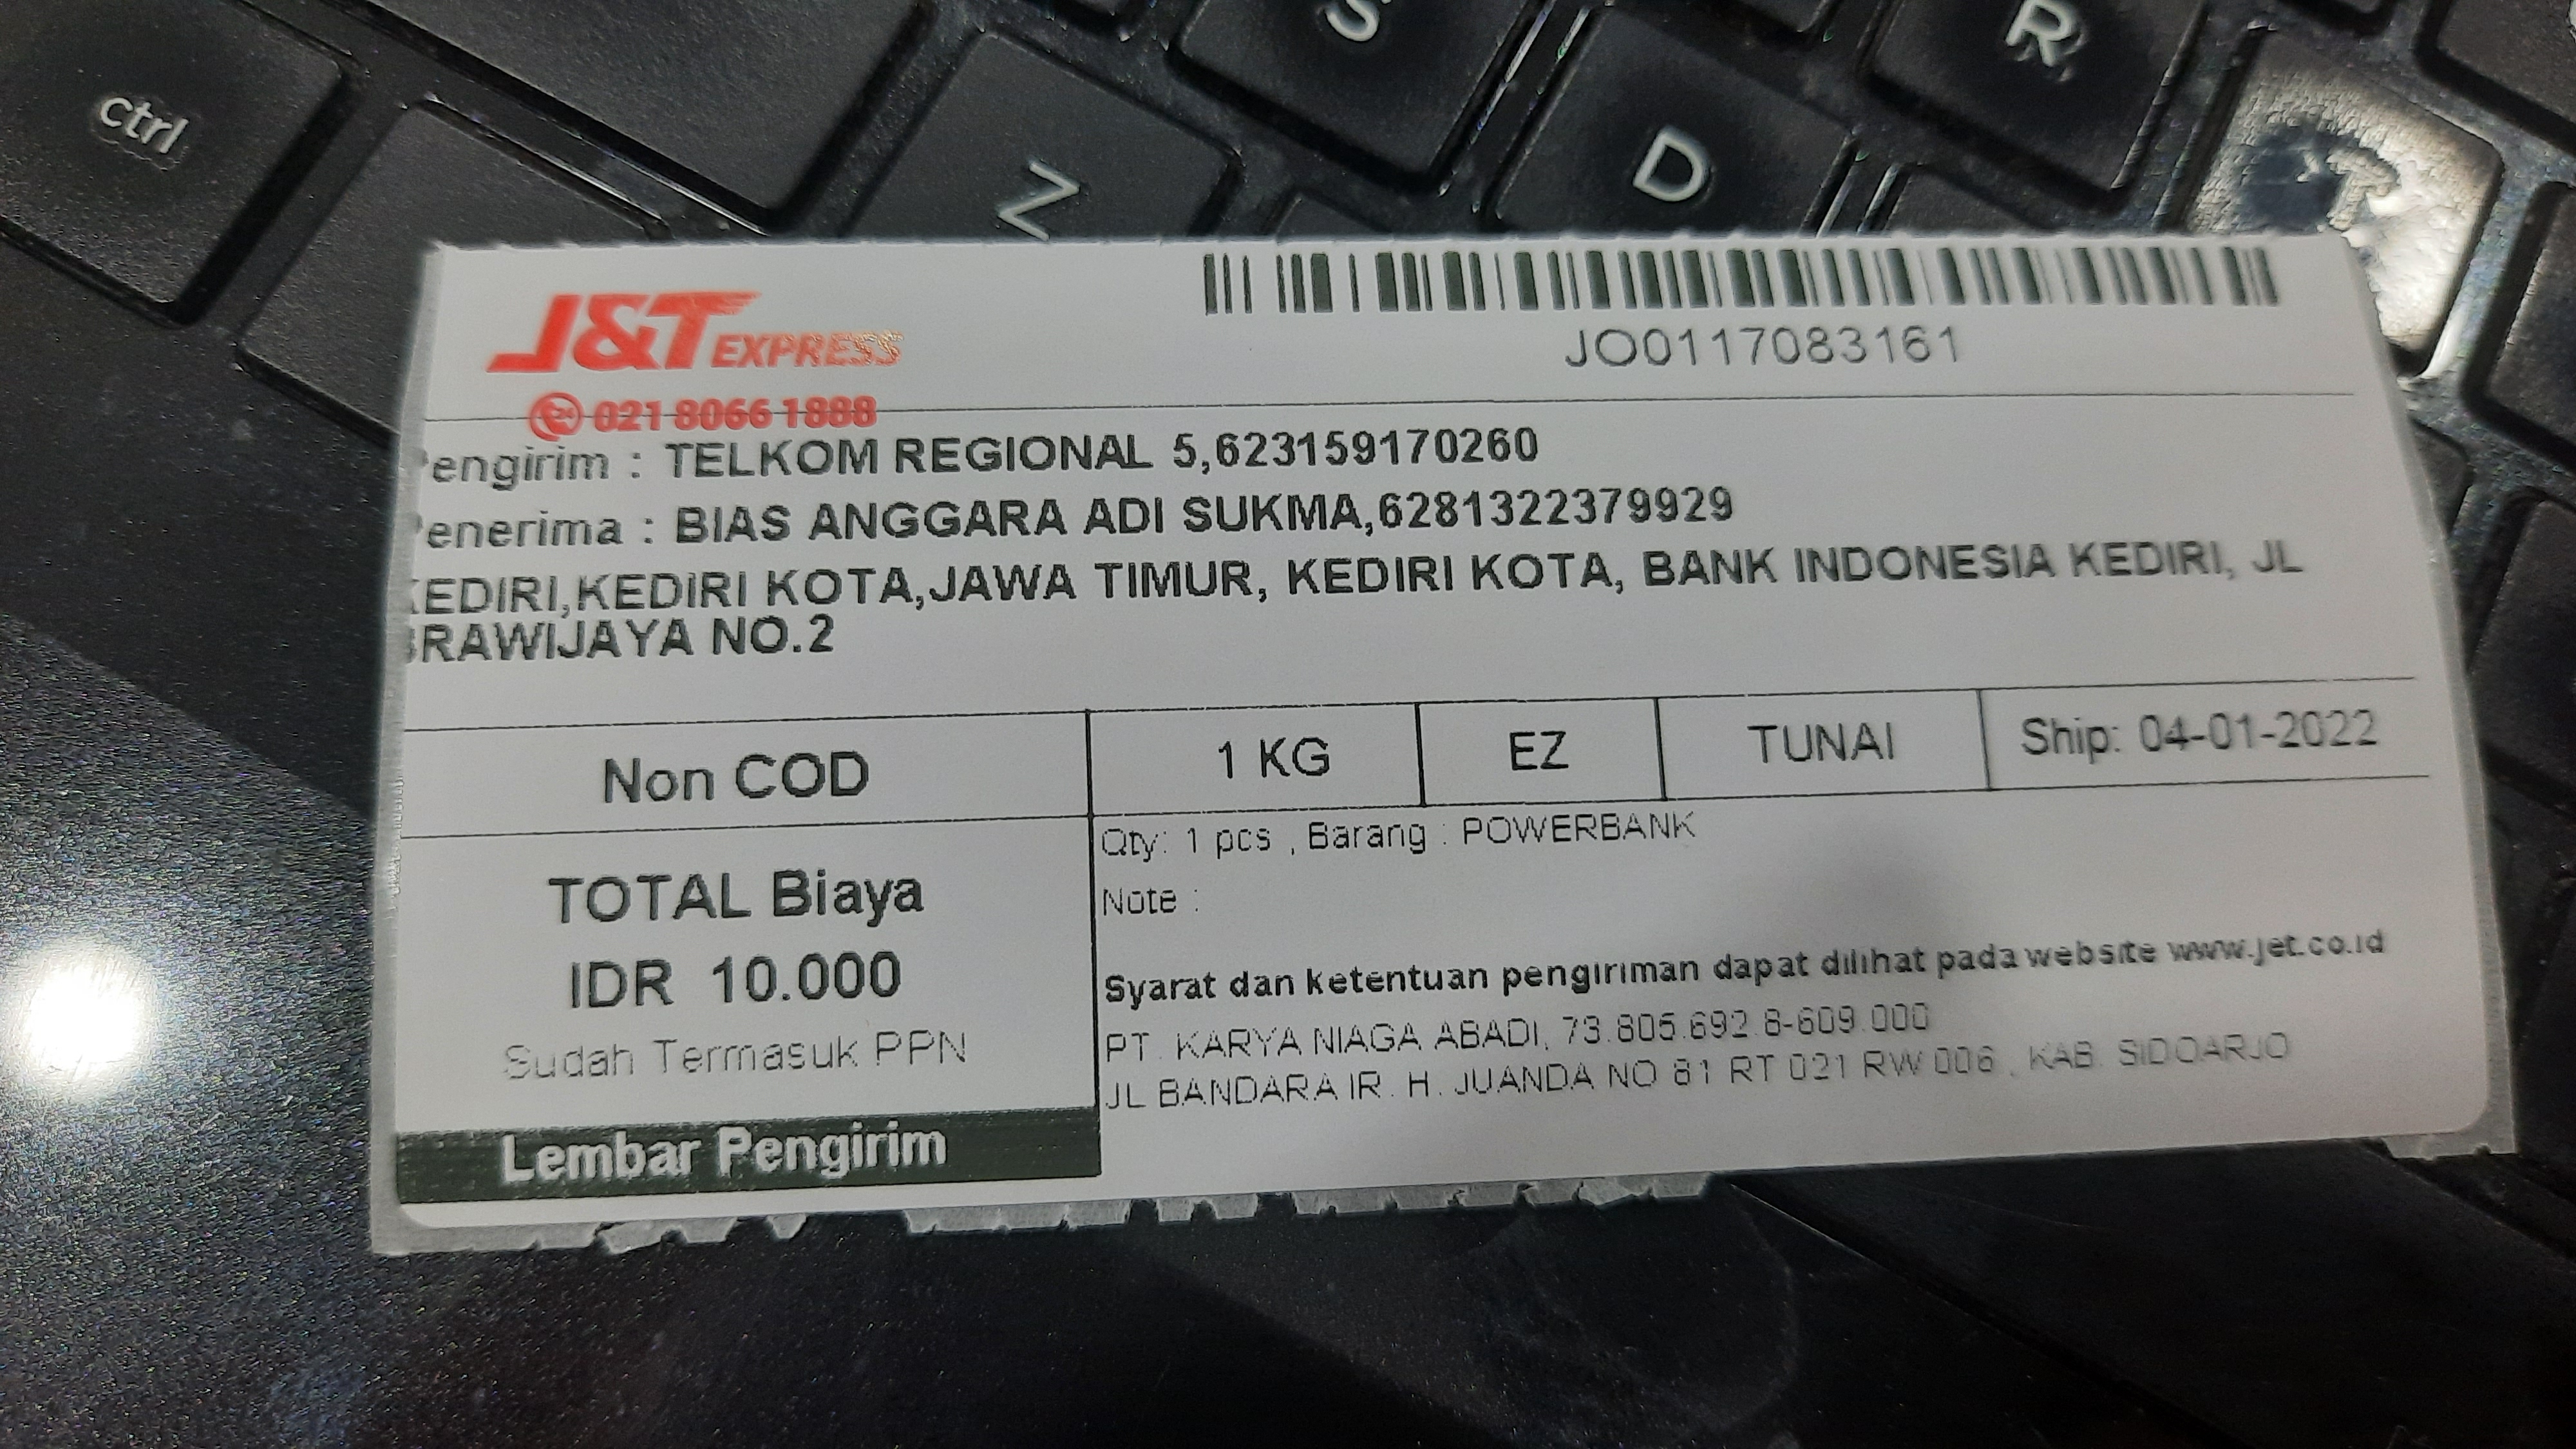 J&T EXPRESS
021-8066-1888
JO0117083161
engirim : TELKOM REGIONAL 5,623159170260
enerima : BIAS ANGGARA ADI SUKMA,6281322379929
KEDIRI,KEDIRI KOTA,JAWA TIMUR, KEDIRI KOTA, BANK INDONESIA KEDIRI, JL
BRAWIJAYA NO.2
Non COD 1 KG EZ TUNAI Ship: 04-01-2022
TOTAL Biaya
IDR 10.000
Sudah Termasuk PPN
Lembar Pengirim
Qty: 1 pcs , Barang : POWERBANK
Note :
Syarat dan ketentuan pengiriman dapat dilihat pada website www.jet.co.id
PT. KARYA NIAGA ABADI, 73.805.692.8-609.000
JL BANDARA IR. H. JUANDA NO 81 RT 021 RW 006 , KAB. SIDOARJO
Ctrl
Z
S
D
R